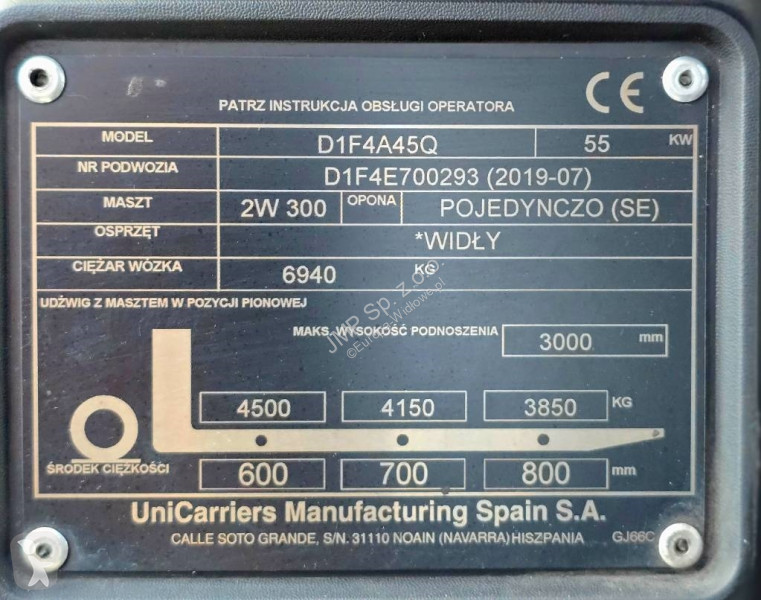 PATRZ INSTRUKCJA OBSŁUGI OPERATORA CE
MODEL D1F4A45Q 55 KW
NR PODWOZIA D1F4E700293 (2019-07)
MASZT 2W 300 OPONA POJEDYNCZO (SE)
OSPRZĘT *WIDŁY
CIĘŻAR WÓZKA 6940 KG
UDŹWIG Z MASZTEM W POZYCJI PIONOWEJ
MAKS. WYSOKOŚĆ PODNOSZENIA 3000 mm
JMP Sp. z.o.o.
4500 4150 3850 KG
ŚRODEK CIĘŻKOŚCI 600 700 800 mm
UniCarriers Manufacturing Spain S.A.
CALLE SOTO GRANDE, S/N. 31110 NOAIN (NAVARRA) HISZPANIA GJ66C